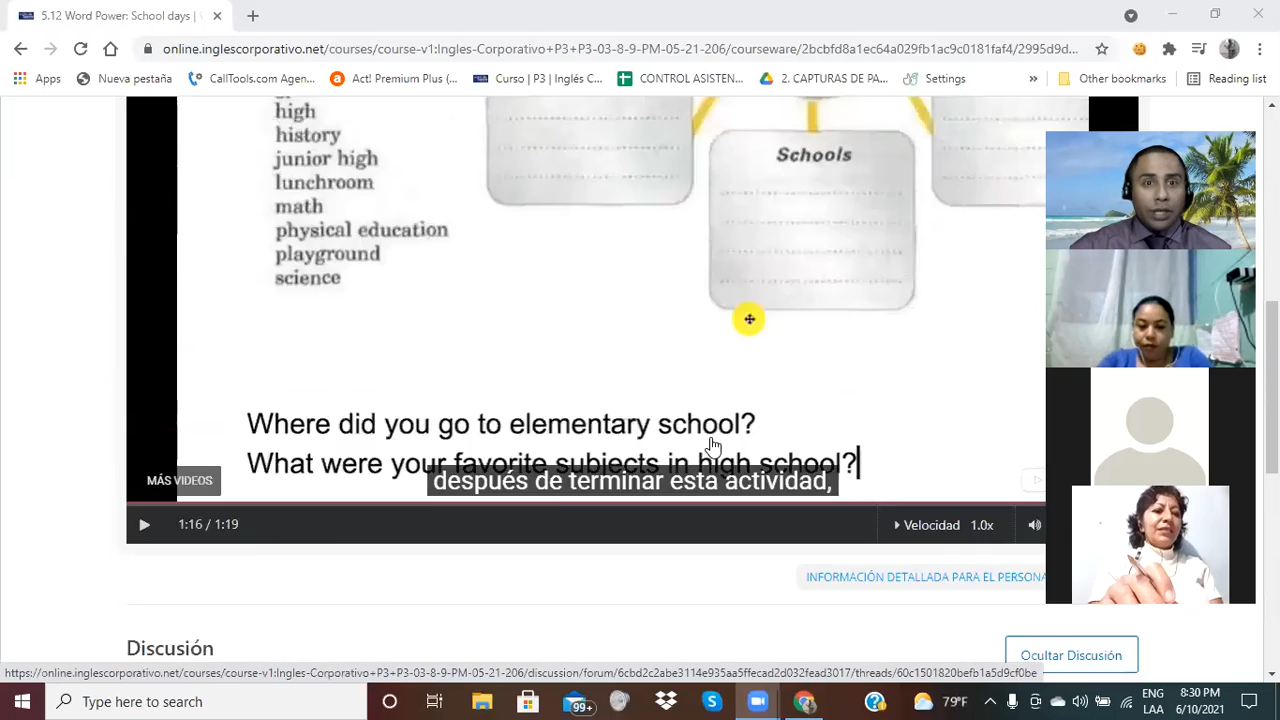 5.12 Word Power: School days |
online.inglescorporativo.net/courses/course-v1:Ingles-Corporativo+P3+P3-03-8-9-PM-05-21-206/courseware/2bcbfd8a1ec64a029fb1ac9c0181faf4/2995d9d...
Apps
Nueva pestaña
CallTools.com Agen...
Act! Premium Plus (...
Curso | P3 | Inglés C...
CONTROL ASISTEN...
2. CAPTURAS DE PA...
Settings
»
Other bookmarks
Reading list
high
history
junior high
lunchroom
math
physical education
playground
science
Schools
Where did you go to elementary school?
What were your favorite subjects in high school?
después de terminar esta actividad,
MÁS VIDEOS
1:16 / 1:19
Velocidad 1.0x
INFORMACIÓN DETALLADA PARA EL PERSONA
Discusión
Ocultar Discusión
https://online.inglescorporativo.net/courses/course-v1:Ingles-Corporativo+P3+P3-03-8-9-PM-05-21-206/discussion/forum/6cbd2c2abe3114e935aa5ffecad2d032fead3017/threads/60c1501820befb1a5d9cf0be
Type here to search
99+
79°F
ENG
LAA
8:30 PM
6/10/2021